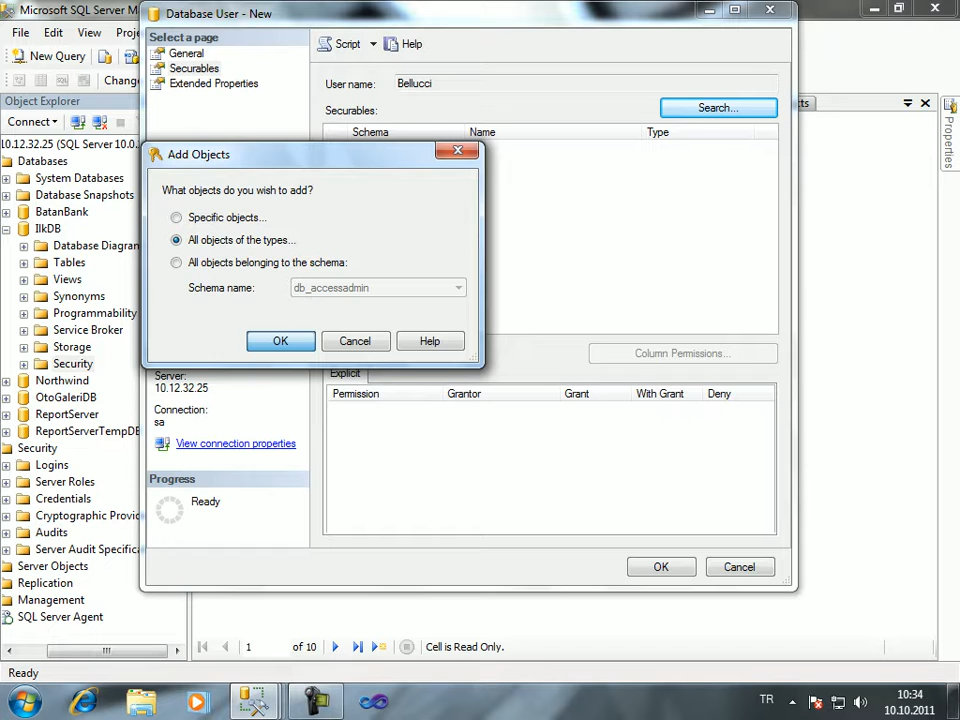 Microsoft SQL Server M
File Edit View Proj
New Query
Chang
Object Explorer
Connect
10.12.32.25 (SQL Server 10.0
Databases
System Databases
Database Snapshots
BatanBank
IlkDB
Database Diagran
Tables
Views
Synonyms
Programmability
Service Broker
Storage
Security
Northwind
OtoGaleriDB
ReportServer
ReportServerTempDB
Security
Logins
Server Roles
Credentials
Cryptographic Provic
Audits
Server Audit Specifica
Server Objects
Replication
Management
SQL Server Agent
Database User - New
Select a page
General
Securables
Extended Properties
Script Help
User name: Bellucci
Securables: Search...
Schema Name Type
Add Objects
What objects do you wish to add?
Specific objects...
All objects of the types...
All objects belonging to the schema:
Schema name: db_accessadmin
OK Cancel Help
Column Permissions...
Explicit
Permission Grantor Grant With Grant Deny
Server:
10.12.32.25
Connection:
sa
View connection properties
Progress
Ready
OK Cancel
cts
Properties
1 of 10 Cell is Read Only.
Ready
TR
10:34
10.10.2011